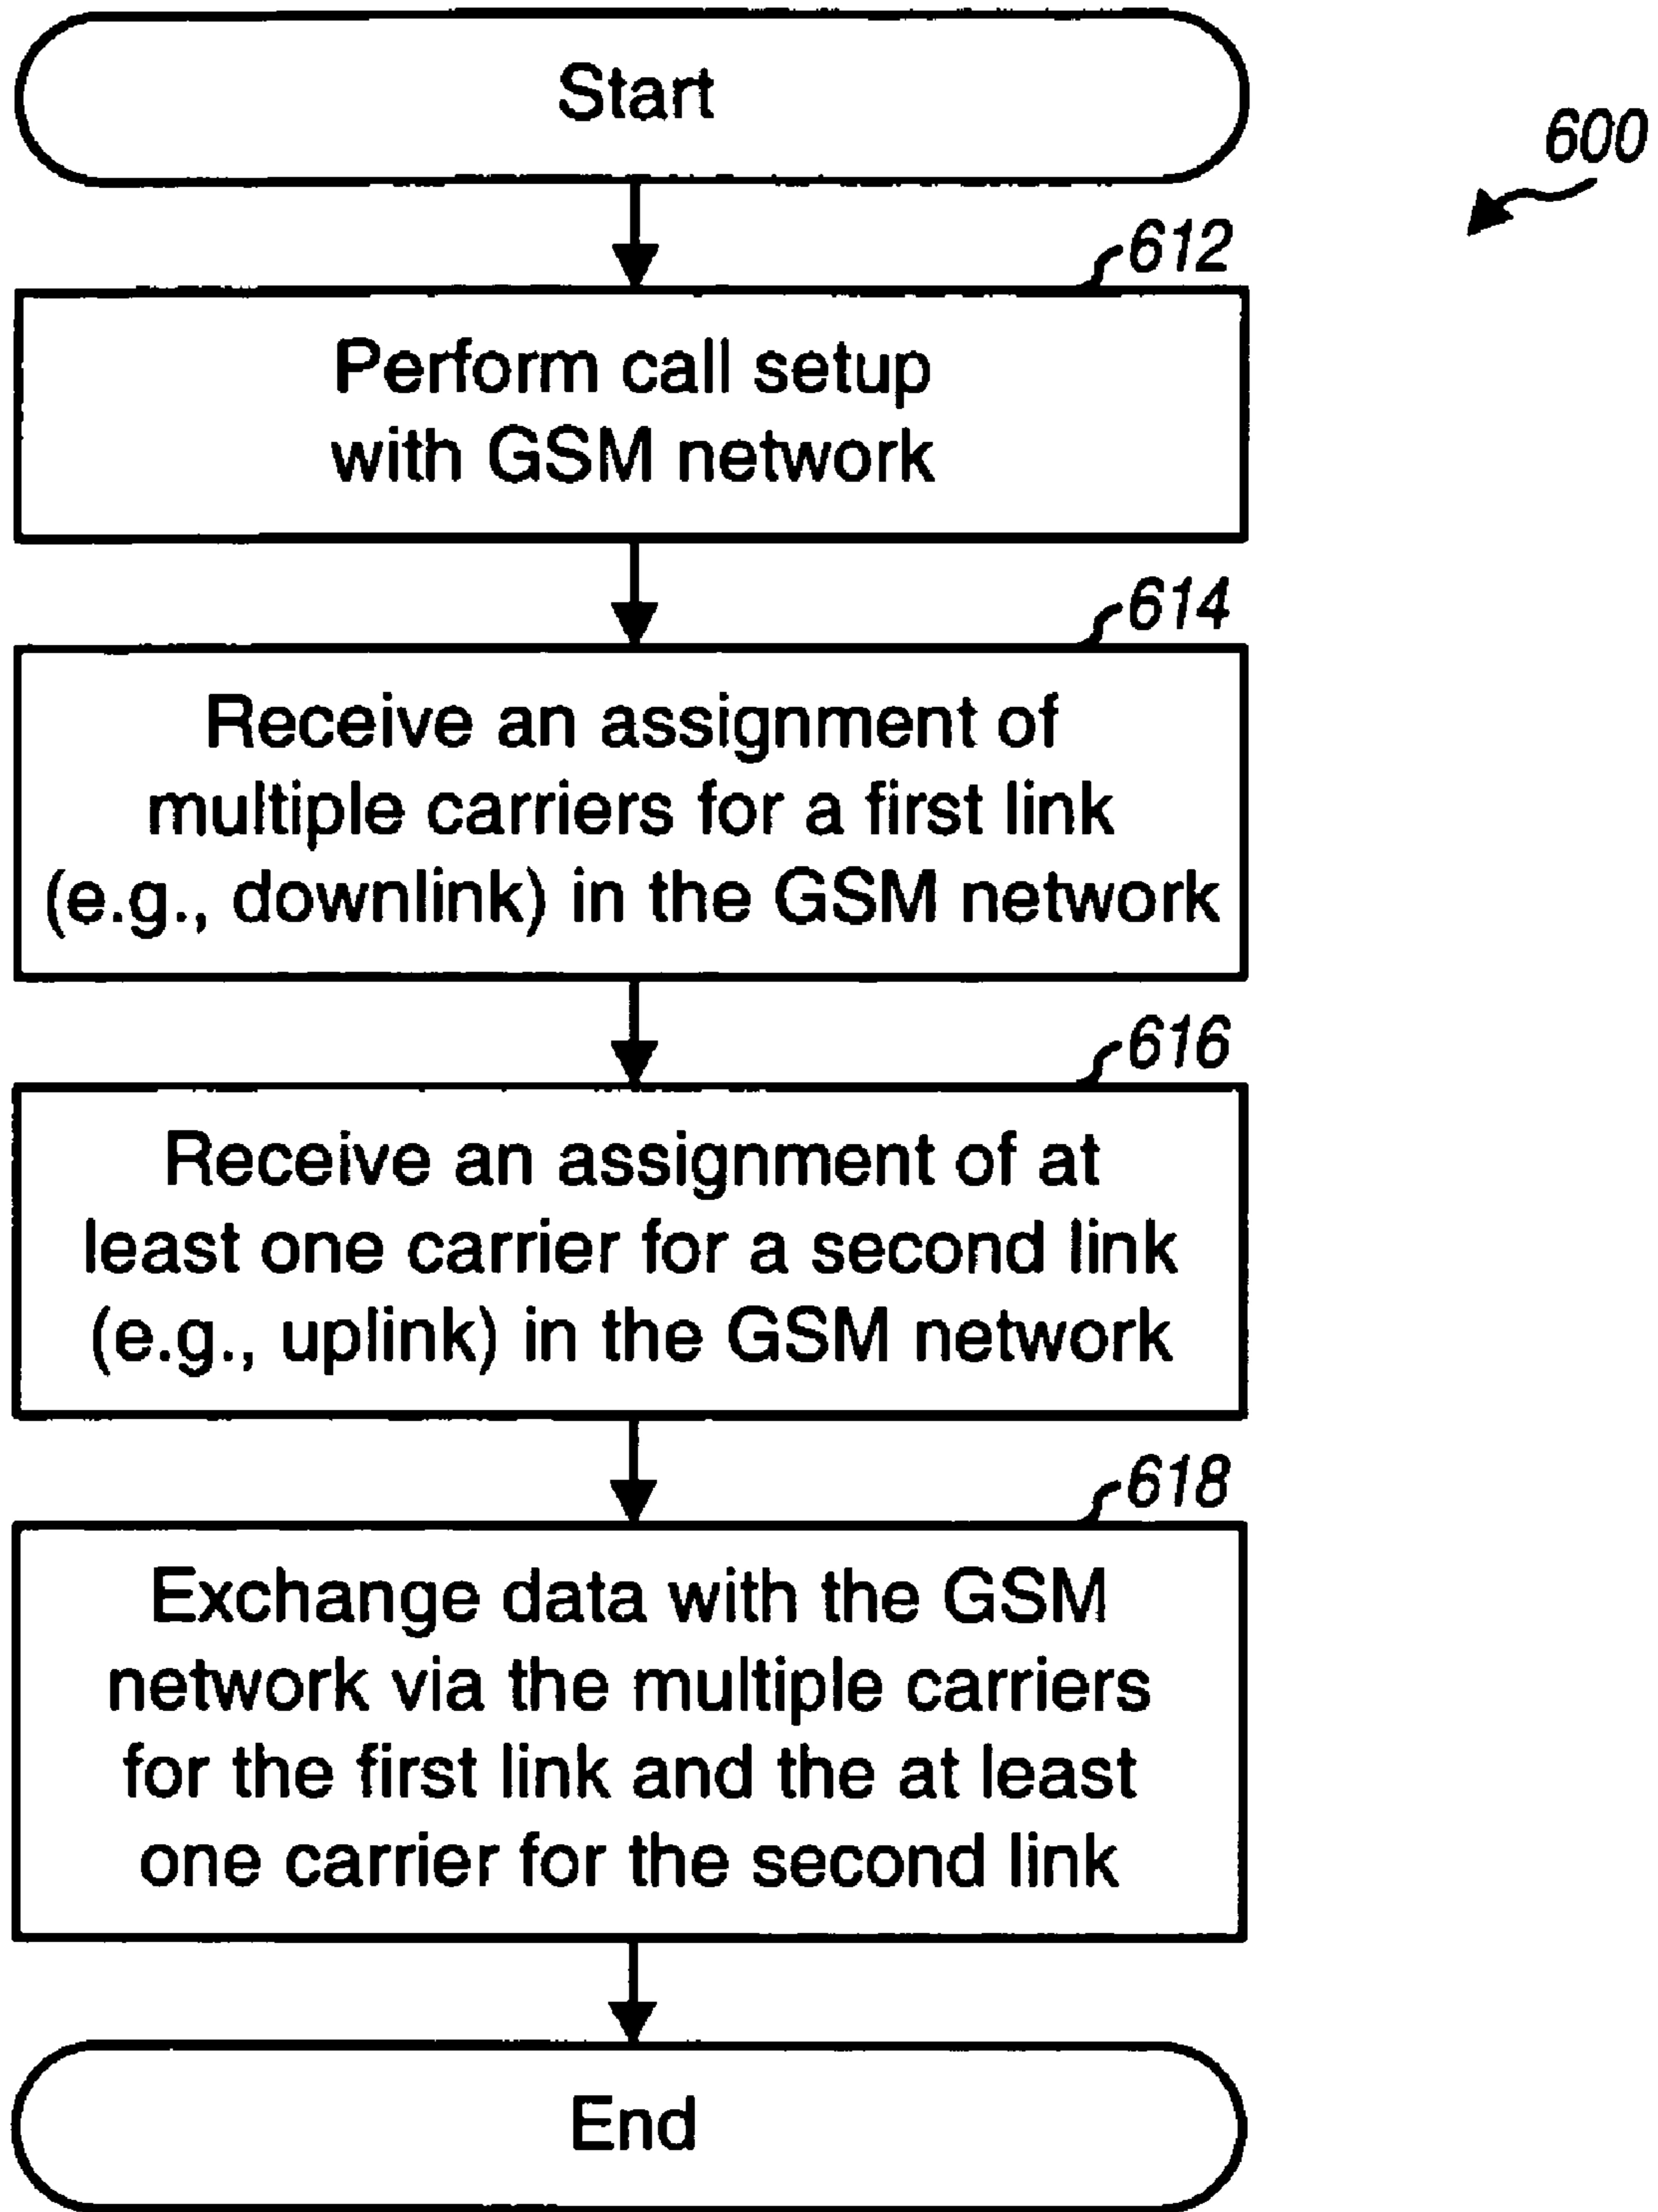 Start
600
612
Perform call setup
with GSM network
614
Receive an assignment of
multiple carriers for a first link
(e.g., downlink) in the GSM network
616
Receive an assignment of at
least one carrier for a second link
(e.g., uplink) in the GSM network
618
Exchange data with the GSM
network via the multiple carriers
for the first link and the at least
one carrier for the second link
End